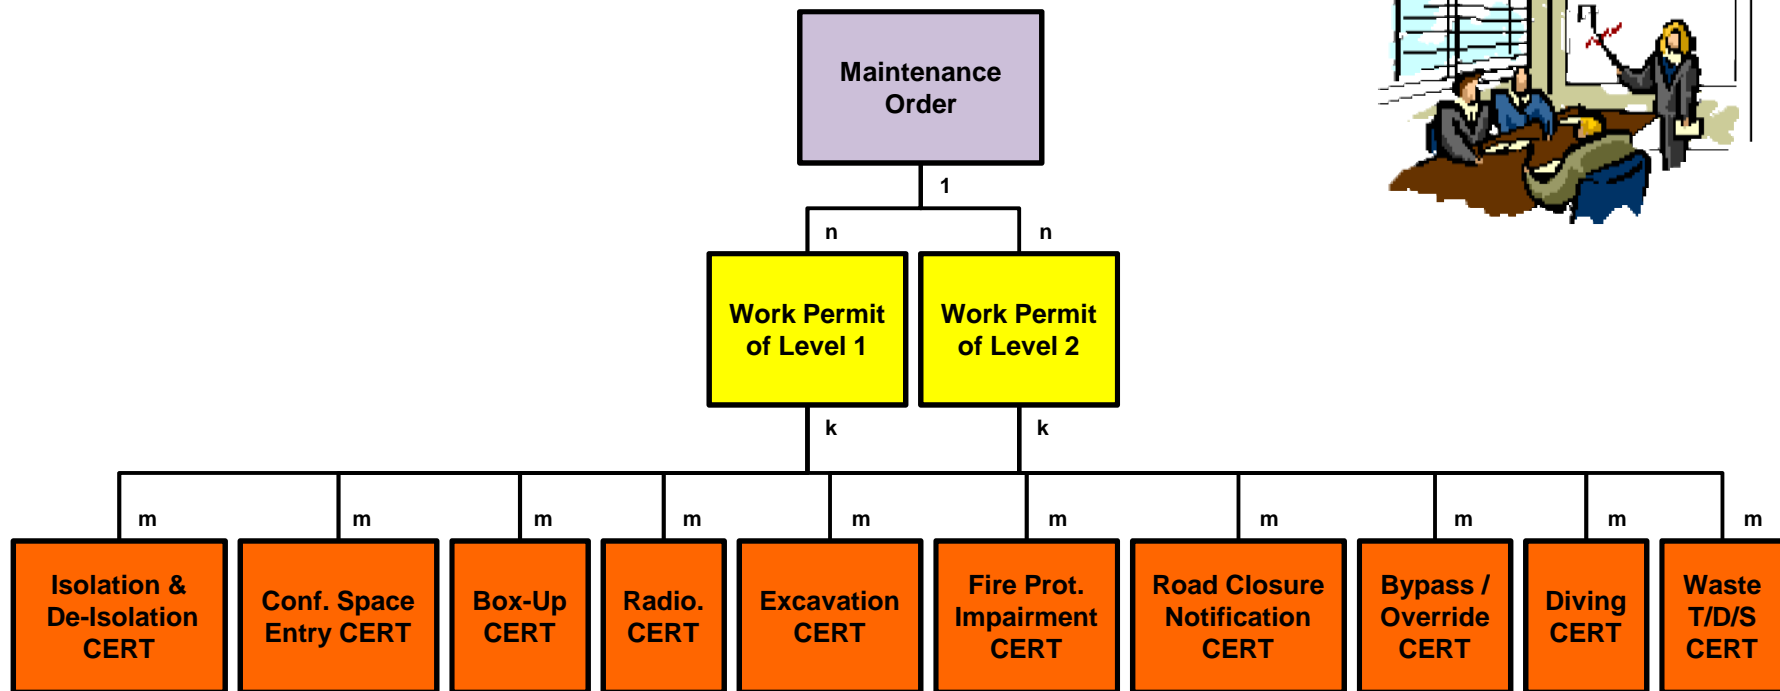 Maintenance
Order
1
n
n
Work Permit
of Level 1
Work Permit
of Level 2
k
k
m
m
m
m
m
m
m
m
m
m
Isolation &
De-Isolation
CERT
Conf. Space
Entry CERT
Box-Up
CERT
Radio.
CERT
Excavation
CERT
Fire Prot.
Impairment
CERT
Road Closure
Notification
CERT
Bypass /
Override
CERT
Diving
CERT
Waste
T/D/S
CERT